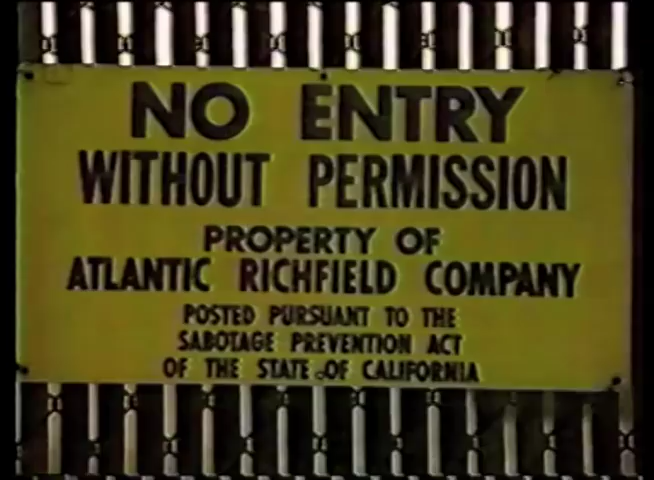 NO ENTRY
WITHOUT PERMISSION
PROPERTY OF
ATLANTIC RICHFIELD COMPANY
POSTED PURSUANT TO THE
SABOTAGE PREVENTION ACT
OF THE STATE OF CALIFORNIA